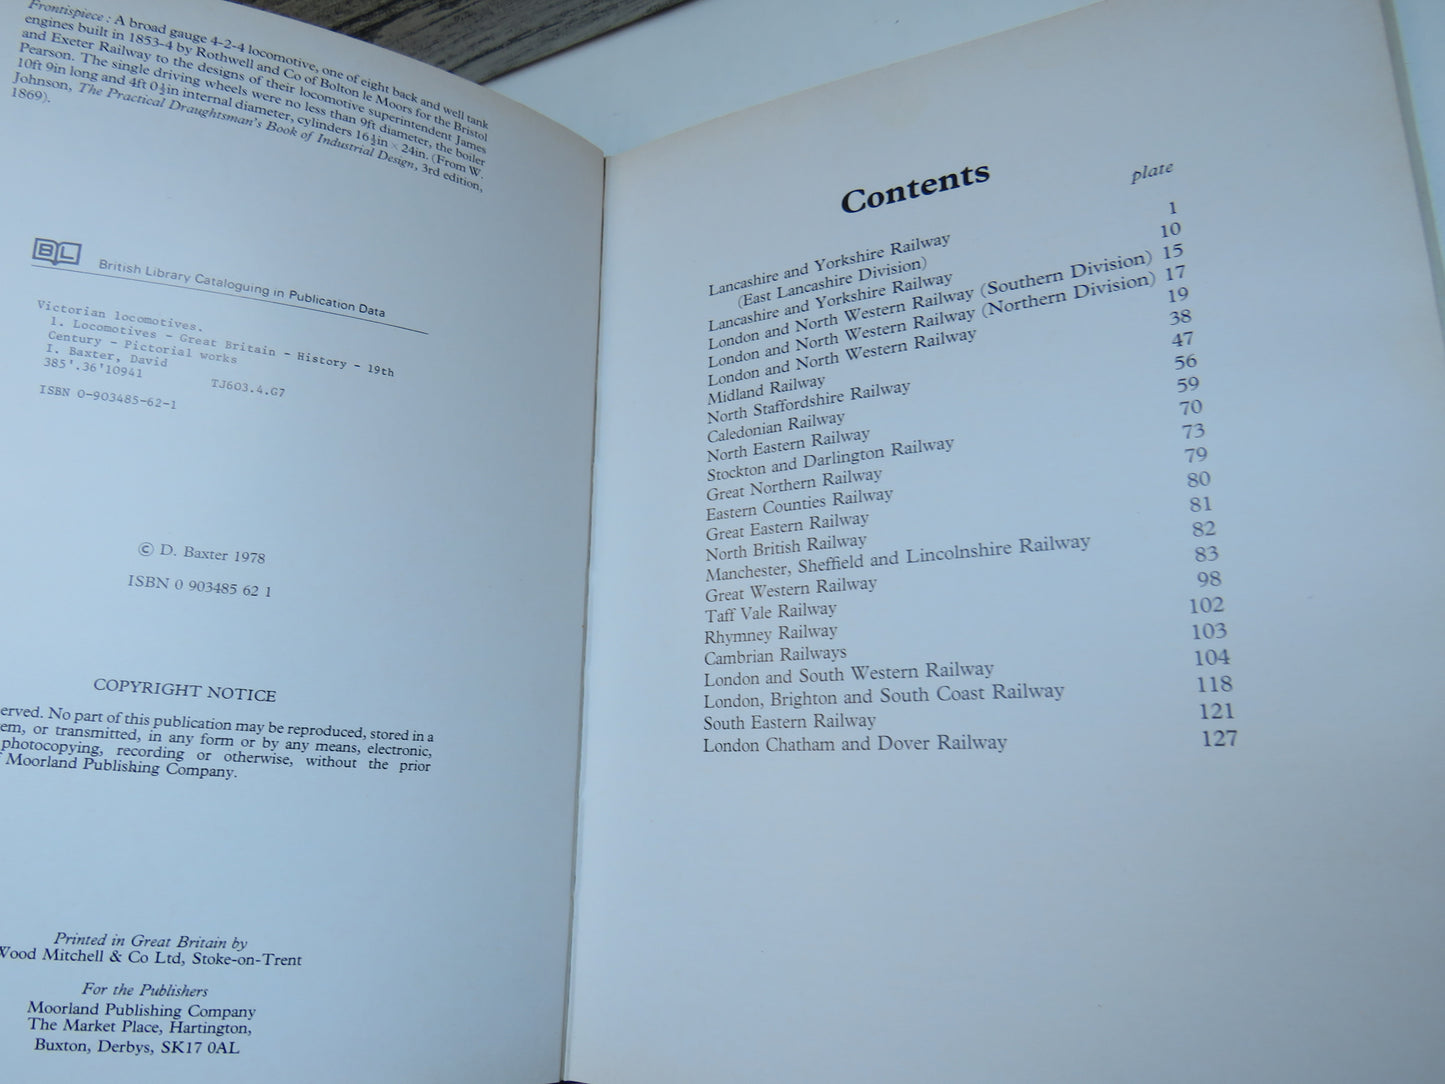 Frontispiece : A broad gauge 4-2-4 locomotive, one of eight back and well tank
engines built in 1853-4 by Rothwell and Co of Bolton le Moors for the Bristol
and Exeter Railway to the designs of their locomotive superintendent James
Pearson. The single driving wheels were no less than 9ft diameter, the boiler
10ft 9in long and 4ft 0½in internal diameter, cylinders 16½in × 24in. (From W.
Johnson, The Practical Draughtsman's Book of Industrial Design, 3rd edition,
1869).
BL British Library Cataloguing in Publication Data
Victorian locomotives.
1. Locomotives - Great Britain - History - 19th
Century - Pictorial works
I. Baxter, David
385'.36'10941 TJ603.4.G7
ISBN 0-903485-62-1
© D. Baxter 1978
ISBN 0 903485 62 1
COPYRIGHT NOTICE
erved. No part of this publication may be reproduced, stored in a
em, or transmitted, in any form or by any means, electronic,
photocopying, recording or otherwise, without the prior
f Moorland Publishing Company.
Printed in Great Britain by
Wood Mitchell & Co Ltd, Stoke-on-Trent
For the Publishers
Moorland Publishing Company
The Market Place, Hartington,
Buxton, Derbys, SK17 0AL
Contents
plate
Lancashire and Yorkshire Railway
(East Lancashire Division) 1
Lancashire and Yorkshire Railway 10
London and North Western Railway (Southern Division) 15
London and North Western Railway (Northern Division) 17
London and North Western Railway 19
Midland Railway 38
North Staffordshire Railway 47
Caledonian Railway 56
North Eastern Railway 59
Stockton and Darlington Railway 70
Great Northern Railway 73
Eastern Counties Railway 79
Great Eastern Railway 80
North British Railway 81
Manchester, Sheffield and Lincolnshire Railway 82
Great Western Railway 83
Taff Vale Railway 98
Rhymney Railway 102
Cambrian Railways 103
London and South Western Railway 104
London, Brighton and South Coast Railway 118
South Eastern Railway 121
London Chatham and Dover Railway 127